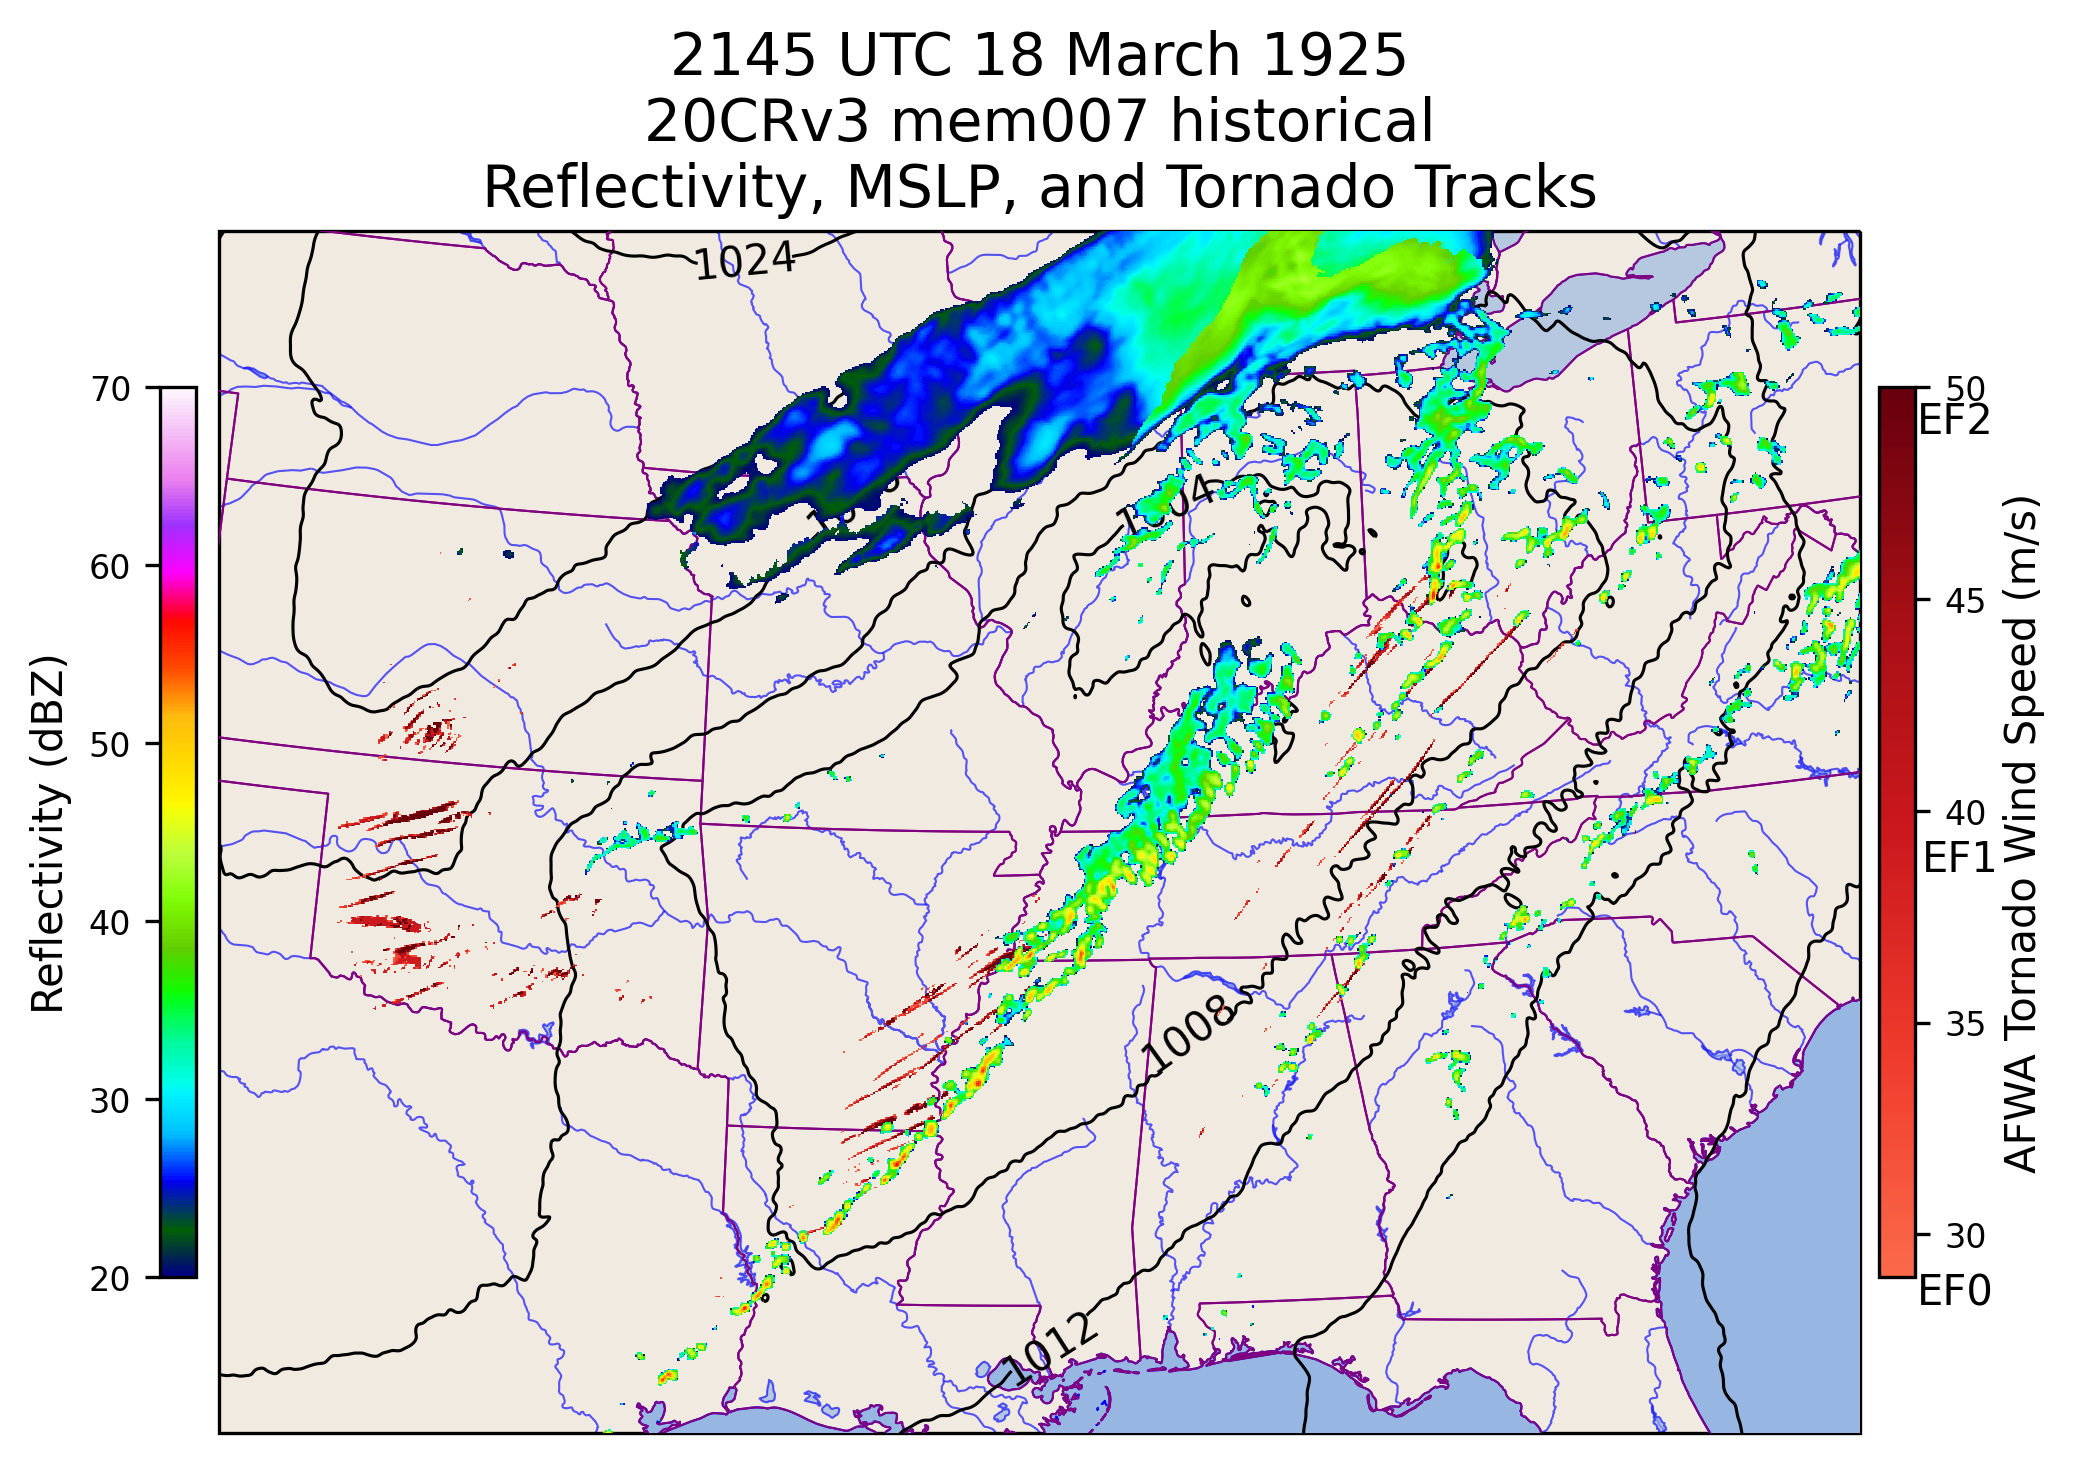 2145 UTC 18 March 1925
20CRv3 mem007 historical
Reflectivity, MSLP, and Tornado Tracks
1024
1004
1008
1012
70
60
50
40
30
20
Reflectivity (dBZ)
50
EF2
45
40
EF1
35
30
EF0
AFWA Tornado Wind Speed (m/s)